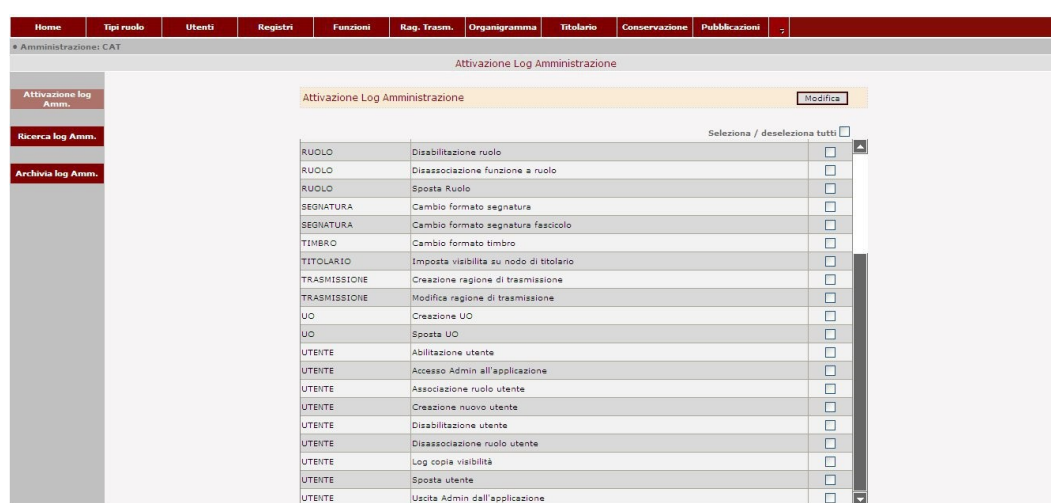 Home Tipi ruolo Utenti Registri Funzioni Rag. Trasm. Organigramma Titolario Conservazione Pubblicazioni
• Amministrazione: CAT
Attivazione Log Amministrazione
Attivazione log
Amm.
Ricerca log Amm.
Archivia log Amm.
Attivazione Log Amministrazione Modifica
Seleziona / deseleziona tutti
RUOLO Disabilitazione ruolo
RUOLO Disassociazione funzione a ruolo
RUOLO Sposta Ruolo
SEGNATURA Cambio formato segnatura
SEGNATURA Cambio formato segnatura fascicolo
TIMBRO Cambio formato timbro
TITOLARIO Imposta visibilita su nodo di titolario
TRASMISSIONE Creazione ragione di trasmissione
TRASMISSIONE Modifica ragione di trasmissione
UO Creazione UO
UO Sposta UO
UTENTE Abilitazione utente
UTENTE Accesso Admin all'applicazione
UTENTE Associazione ruolo utente
UTENTE Creazione nuovo utente
UTENTE Disabilitazione utente
UTENTE Disassociazione ruolo utente
UTENTE Log copia visibilità
UTENTE Sposta utente
UTENTE Uscita Admin dall'applicazione